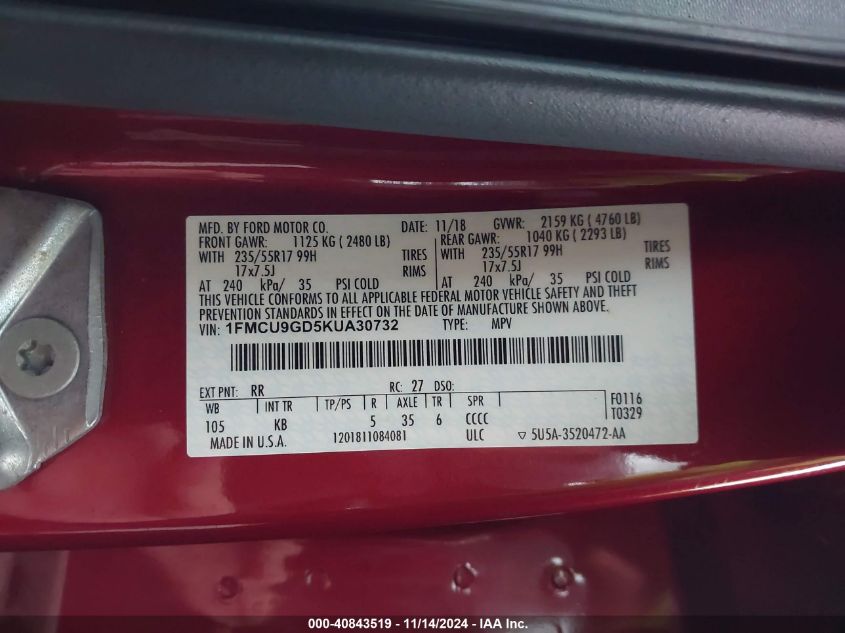 MFD. BY FORD MOTOR CO. DATE: 11/18 GVWR: 2159 KG ( 4760 LB)
FRONT GAWR: 1125 KG ( 2480 LB) REAR GAWR: 1040 KG ( 2293 LB)
WITH 235/55R17 99H TIRES WITH 235/55R17 99H TIRES
17x7.5J RIMS 17x7.5J RIMS
AT 240 kPa/ 35 PSI COLD AT 240 kPa/ 35 PSI COLD
THIS VEHICLE CONFORMS TO ALL APPLICABLE FEDERAL MOTOR VEHICLE SAFETY AND THEFT
PREVENTION STANDARDS IN EFFECT ON THE DATE OF MANUFACTURE SHOWN ABOVE.
VIN: 1FMCU9GD5KUA30732 TYPE: MPV
EXT PNT: RR RC: 27 DSO: F0116
WB INT TR TP/PS R AXLE TR SPR T0329
105 KB 5 35 6 CCCC
MADE IN U.S.A. 1201811084081 ULC ▽ 5U5A-3520472-AA
000-40843519 - 11/14/2024 - IAA Inc.